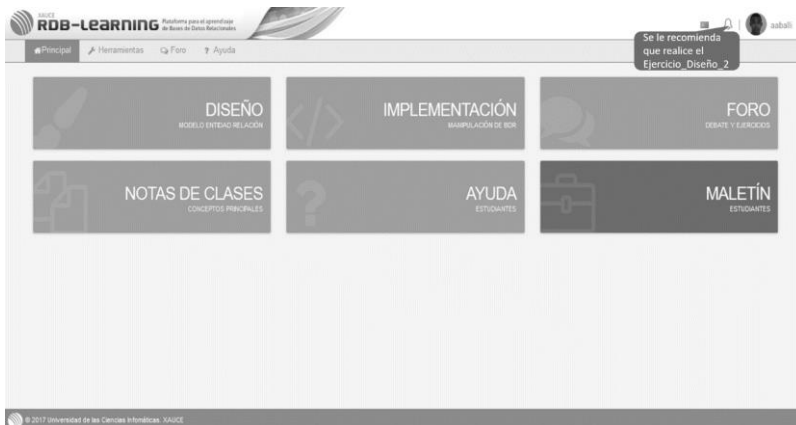 XAUCE
RDB-Learning
Plataforma para el aprendizaje
de Bases de Datos Relacionales
aabali
Principal
Herramientas
Foro
Ayuda
Se le recomienda
que realice el
Ejercicio_Diseño_2
DISEÑO
MODELO ENTIDAD RELACIÓN
IMPLEMENTACIÓN
MANIPULACIÓN DE BDR
FORO
DEBATE Y EJERCICIOS
NOTAS DE CLASES
CONCEPTOS PRINCIPALES
AYUDA
ESTUDIANTES
MALETÍN
ESTUDIANTES
© 2017 Universidad de las Ciencias Informáticas. XAUCE